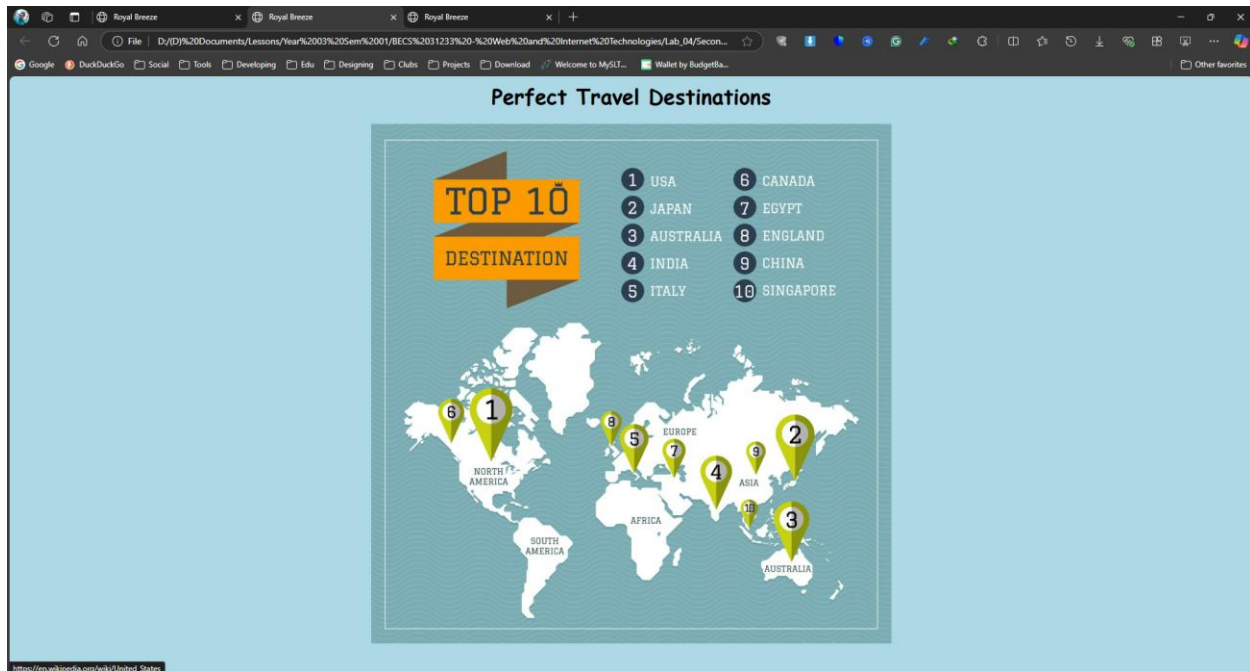 Royal Breeze
Royal Breeze
Royal Breeze
File
D:/(D)%20Documents/Lessons/Year%2003%20Sem%2001/BECS%2031233%20-%20Web%20and%20Internet%20Technologies/Lab_04/Secon...
Google DuckDuckGo Social Tools Developing Edu Designing Clubs Projects Download Welcome to MySLT... Wallet by BudgetBa... Other favorites
Perfect Travel Destinations
TOP 10
DESTINATION
1 USA
2 JAPAN
3 AUSTRALIA
4 INDIA
5 ITALY
6 CANADA
7 EGYPT
8 ENGLAND
9 CHINA
10 SINGAPORE
6
1
8
5
EUROPE
7
4
9
2
NORTH
AMERICA
ASIA
10
3
AFRICA
SOUTH
AMERICA
AUSTRALIA
https://en.wikipedia.org/wiki/United_States